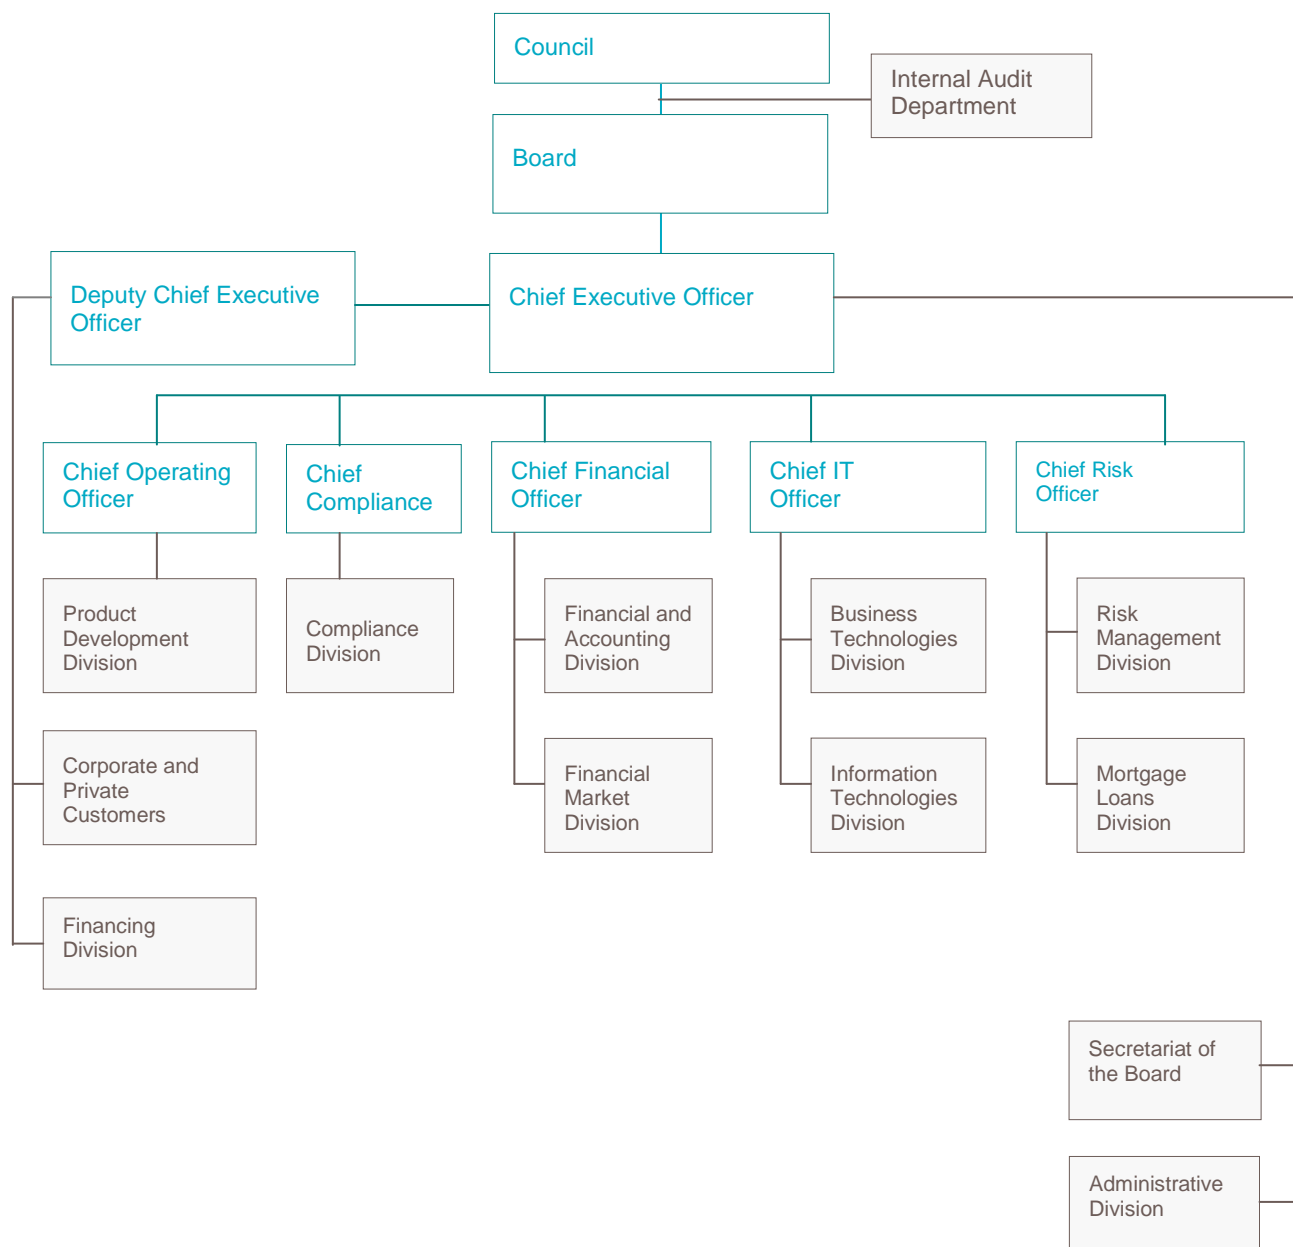 Council
Internal Audit
Department
Board
Deputy Chief Executive
Officer
Chief Executive Officer
Chief Operating
Officer
Chief
Compliance
Chief Financial
Officer
Chief IT
Officer
Chief Risk
Officer
Product
Development
Division
Compliance
Division
Financial and
Accounting
Division
Business
Technologies
Division
Risk
Management
Division
Corporate and
Private
Customers
Financial
Market
Division
Information
Technologies
Division
Mortgage
Loans
Division
Financing
Division
Secretariat of
the Board
Administrative
Division